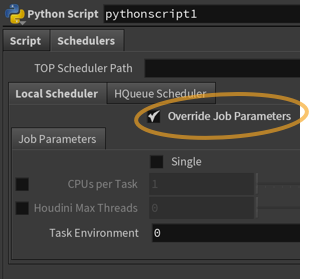 Python Script pythonscript1
Script Schedulers
TOP Scheduler Path
Local Scheduler HQueue Scheduler
Override Job Parameters
Job Parameters
Single
CPUs per Task 1
Houdini Max Threads 0
Task Environment 0